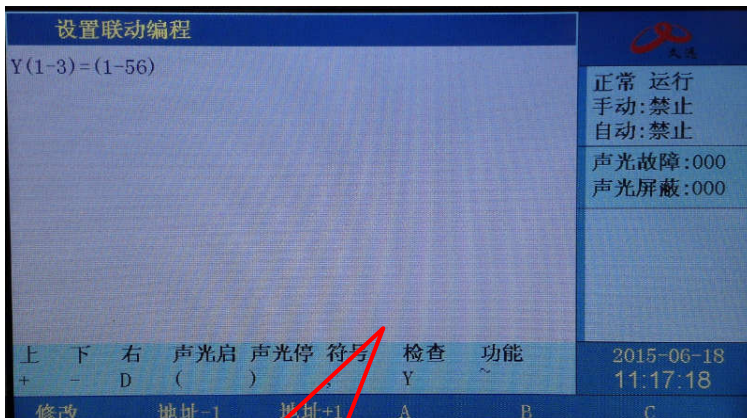 设置联动编程
Y(1-3)=(1-56)
正常 运行
手动:禁止
自动:禁止
声光故障:000
声光屏蔽:000
上 下 右 声光启 声光停 符号 检查 功能
+ - D ( ) , Y ~
2015-06-18
11:17:18
修改 地址-1 地址+1 A B C